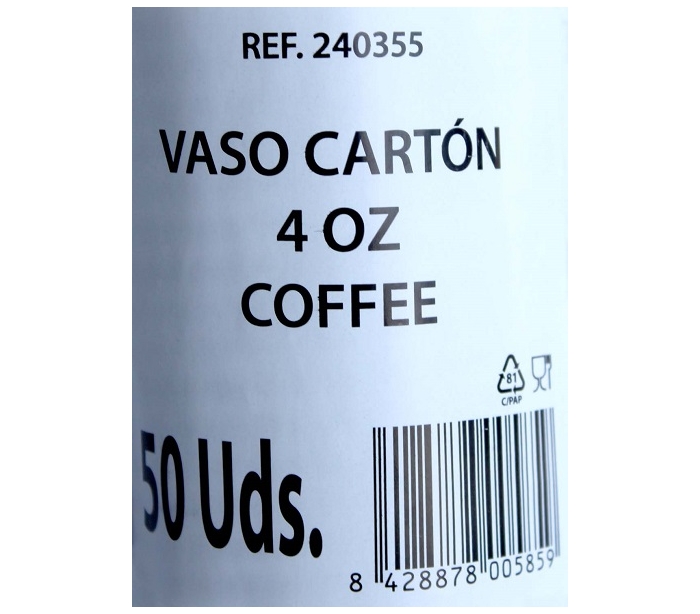 REF. 240355
VASO CARTÓN
4 OZ
COFFEE
81
C/PAP
50 Uds.
8 428878 005859